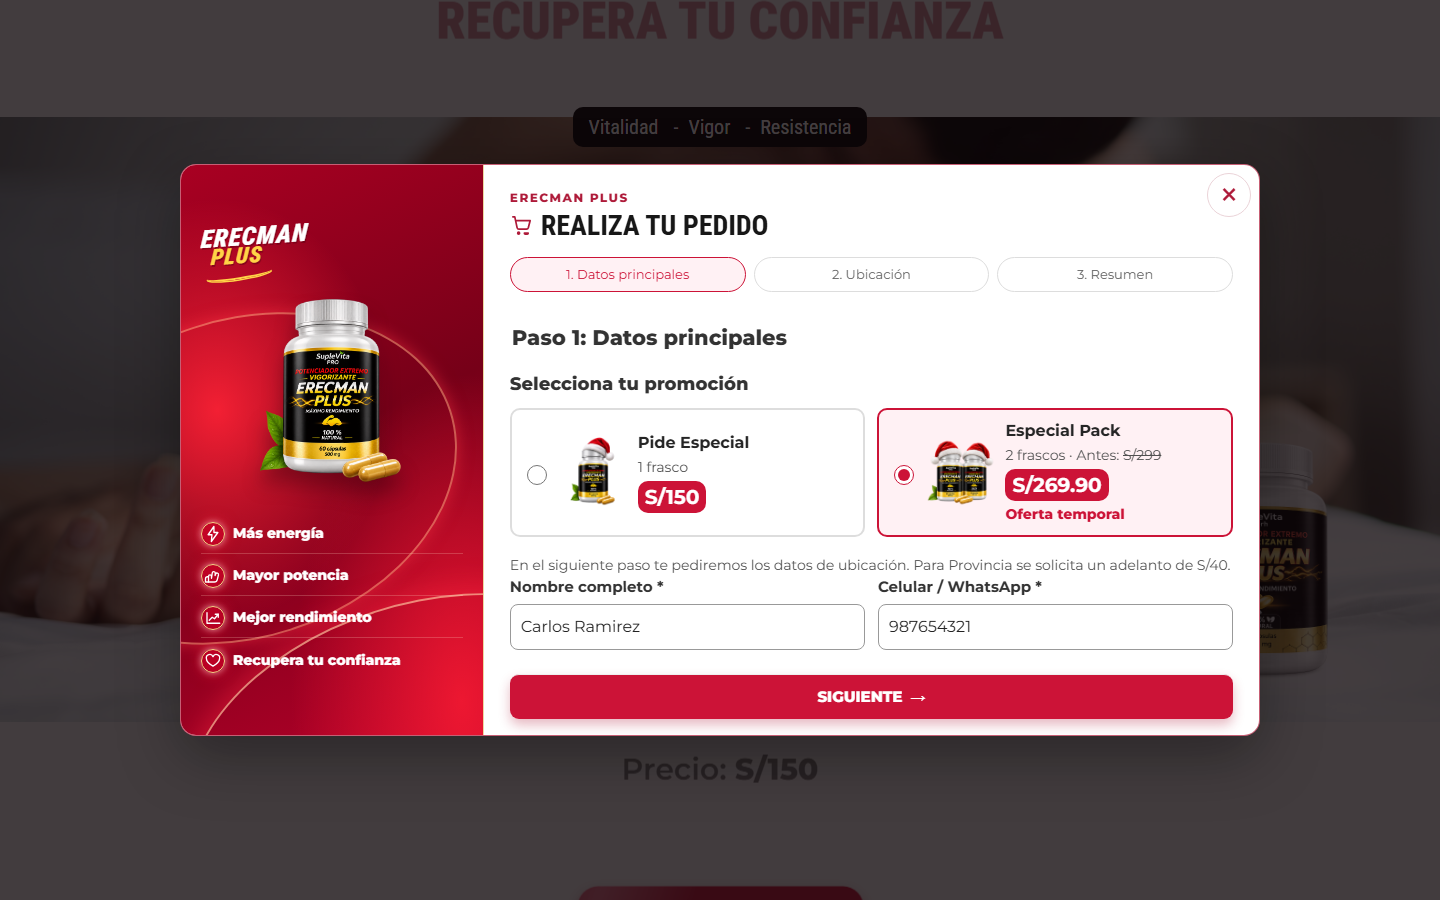 RECUPERA TU CONFIANZA
Vitalidad - Vigor - Resistencia
ERECMAN
PLUS
SupleVita
PRO
POTENCIADOR EXTREMO
VIGORIZANTE
ERECMAN
PLUS
MÁXIMO RENDIMIENTO
100 %
NATURAL
60 cápsulas
500 mg
Más energía
Mayor potencia
Mejor rendimiento
Recupera tu confianza
ERECMAN PLUS
REALIZA TU PEDIDO
×
1. Datos principales
2. Ubicación
3. Resumen
Paso 1: Datos principales
Selecciona tu promoción
Pide Especial
1 frasco
S/150
Especial Pack
2 frascos · Antes: S/299
S/269.90
Oferta temporal
En el siguiente paso te pediremos los datos de ubicación. Para Provincia se solicita un adelanto de S/40.
Nombre completo *
Celular / WhatsApp *
Carlos Ramirez
987654321
SIGUIENTE →
Precio: S/150